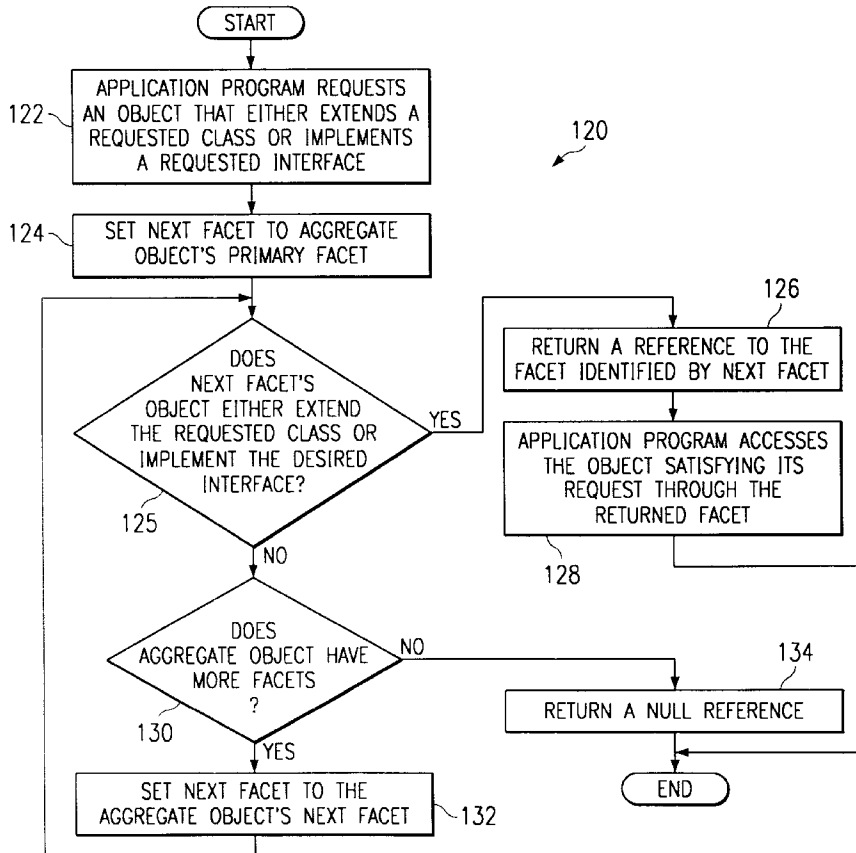 START
APPLICATION PROGRAM REQUESTS
AN OBJECT THAT EITHER EXTENDS A
REQUESTED CLASS OR IMPLEMENTS
A REQUESTED INTERFACE
122
120
SET NEXT FACET TO AGGREGATE
OBJECT'S PRIMARY FACET
124
DOES
NEXT FACET'S
OBJECT EITHER EXTEND
THE REQUESTED CLASS OR
IMPLEMENT THE DESIRED
INTERFACE?
125
YES
126
RETURN A REFERENCE TO THE
FACET IDENTIFIED BY NEXT FACET
APPLICATION PROGRAM ACCESSES
THE OBJECT SATISFYING ITS
REQUEST THROUGH THE
RETURNED FACET
128
NO
DOES
AGGREGATE OBJECT HAVE
MORE FACETS
?
130
NO
134
RETURN A NULL REFERENCE
YES
SET NEXT FACET TO THE
AGGREGATE OBJECT'S NEXT FACET
132
END